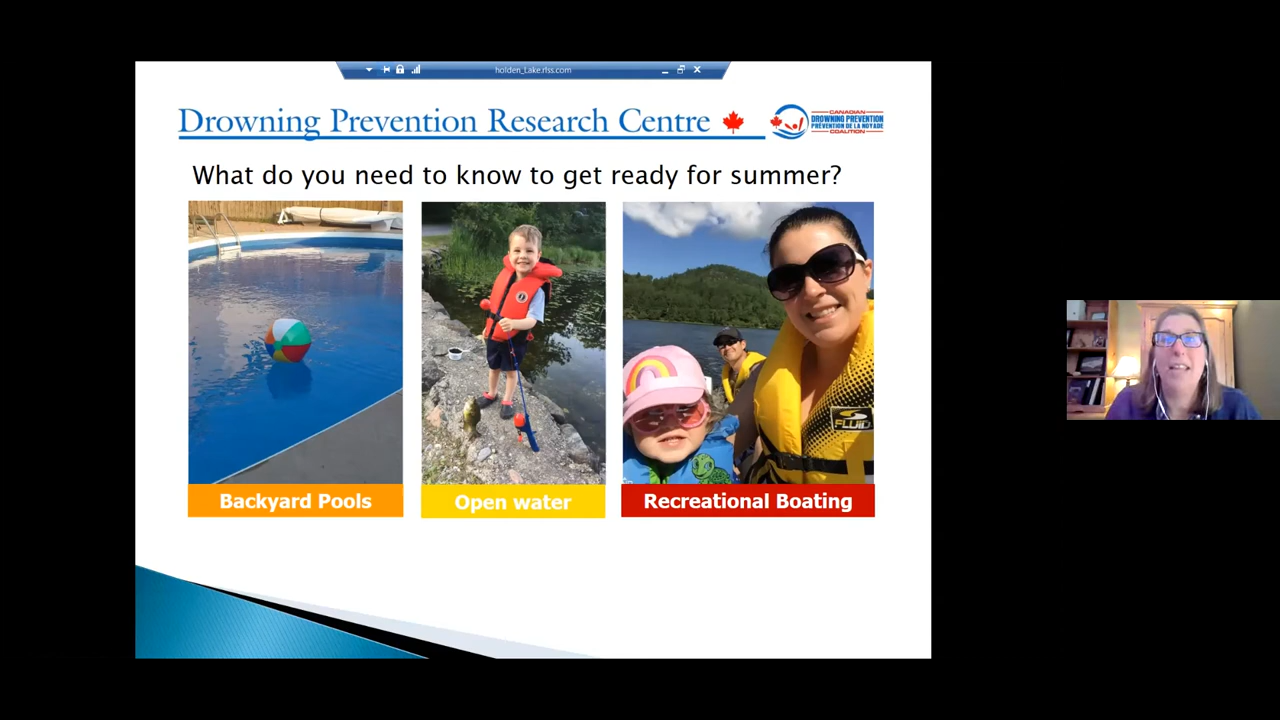 holden_Lake.rlss.com
Drowning Prevention Research Centre
CANADIAN
DROWNING PREVENTION
PRÉVENTION DE LA NOYADE
COALITION
What do you need to know to get ready for summer?
FLUID
Backyard Pools
Open water
Recreational Boating